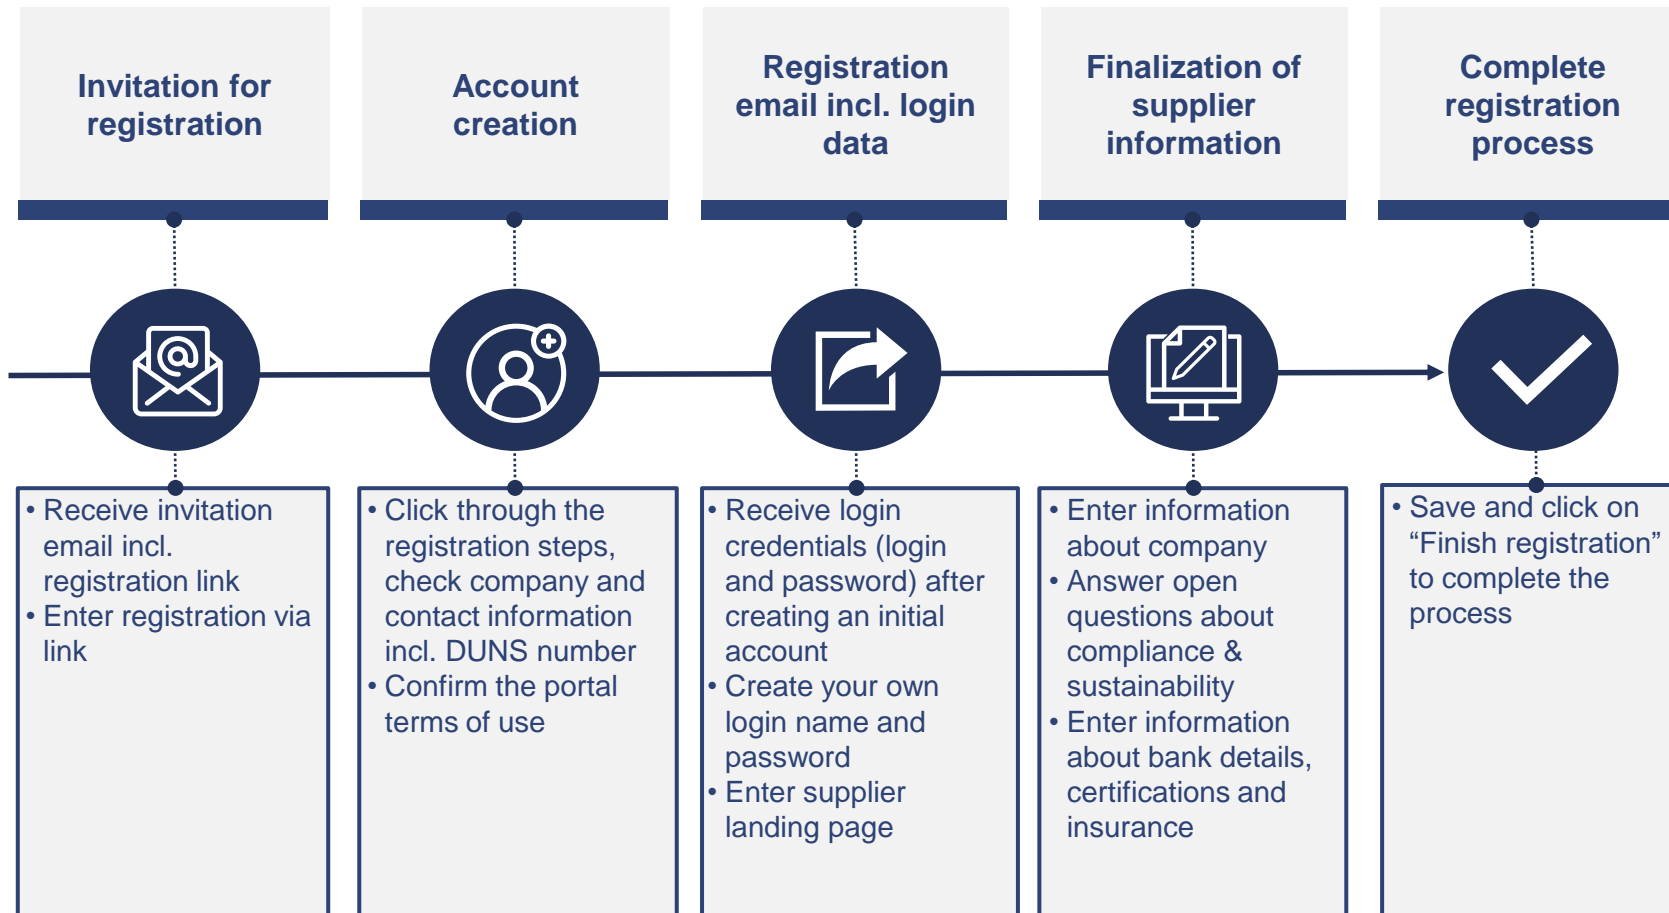 Invitation for
registration
Account
creation
Registration
email incl. login
data
Finalization of
supplier
information
Complete
registration
process
• Receive invitation
email incl.
registration link
• Enter registration via
link
• Click through the
registration steps,
check company and
contact information
incl. DUNS number
• Confirm the portal
terms of use
• Receive login
credentials (login
and password) after
creating an initial
account
• Create your own
login name and
password
• Enter supplier
landing page
• Enter information
about company
• Answer open
questions about
compliance &
sustainability
• Enter information
about bank details,
certifications and
insurance
• Save and click on
“Finish registration”
to complete the
process